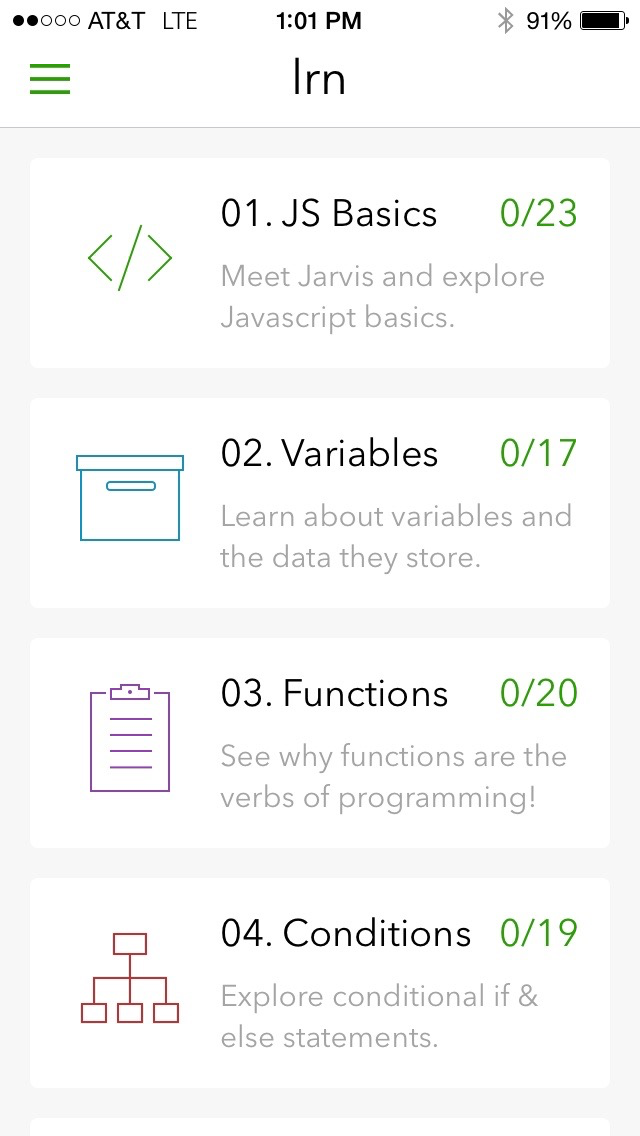 AT&T LTE 1:01 PM 91%
lrn
01. JS Basics 0/23
Meet Jarvis and explore
Javascript basics.
02. Variables 0/17
Learn about variables and
the data they store.
03. Functions 0/20
See why functions are the
verbs of programming!
04. Conditions 0/19
Explore conditional if &
else statements.